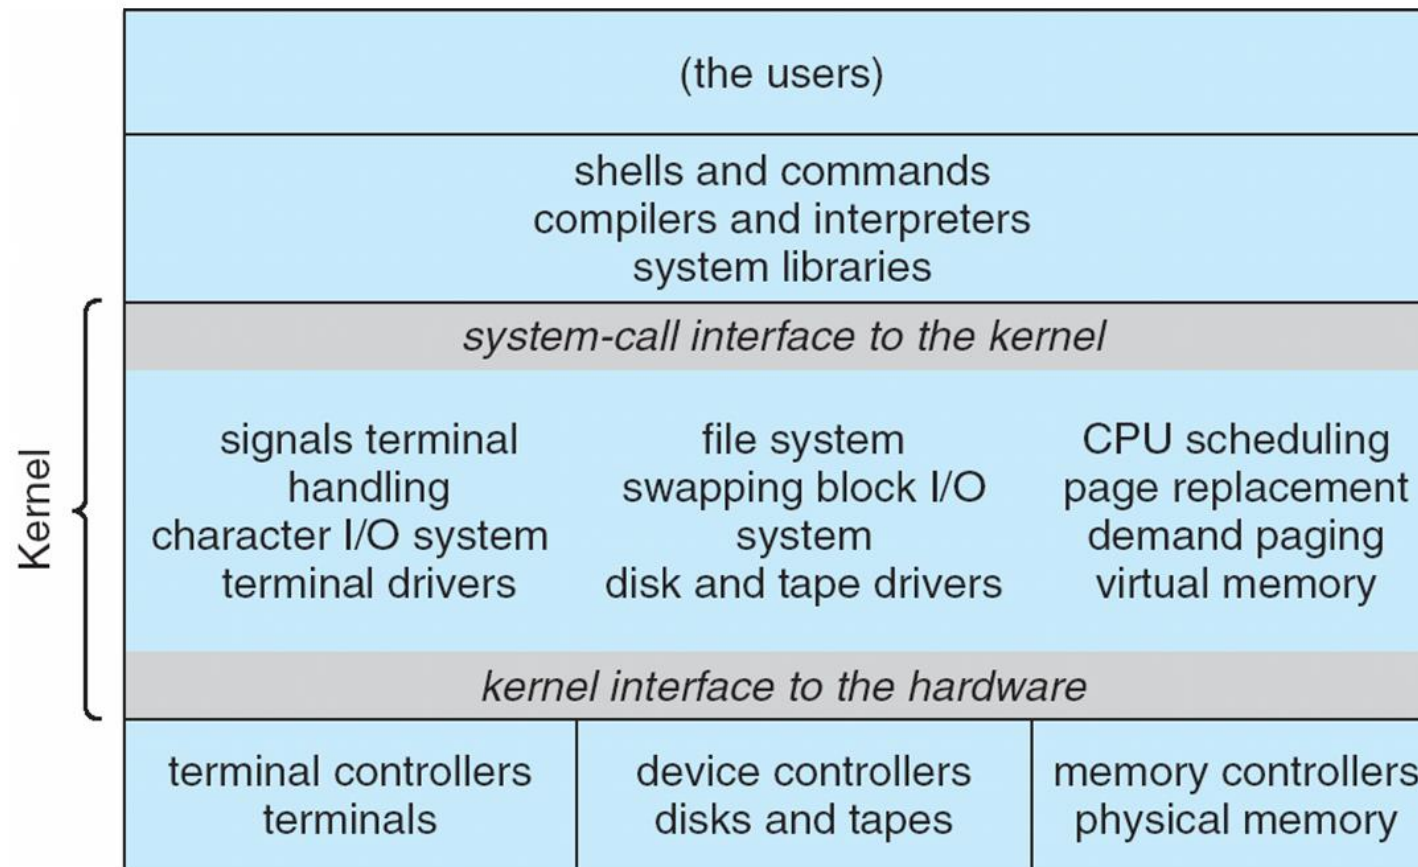 (the users)
shells and commands
compilers and interpreters
system libraries
system-call interface to the kernel
Kernel
signals terminal
handling
character I/O system
terminal drivers
file system
swapping block I/O
system
disk and tape drivers
CPU scheduling
page replacement
demand paging
virtual memory
kernel interface to the hardware
terminal controllers
terminals
device controllers
disks and tapes
memory controllers
physical memory